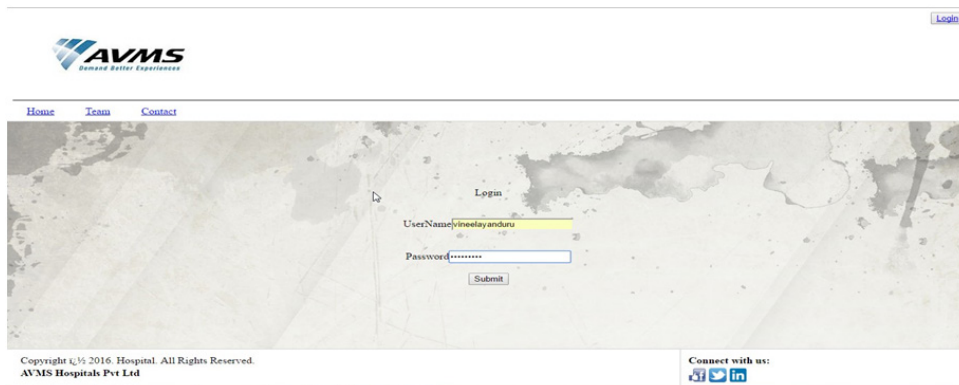 Login
AVMS
Demand Better Experiences
Home Team Contact
Login
UserName vineelayanduru
Password •••••••••
Submit
Copyright ï¿½ 2016. Hospital. All Rights Reserved.
AVMS Hospitals Pvt Ltd
Connect with us:
in